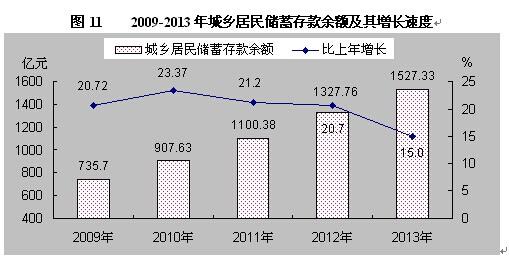 图 11 2009-2013 年城乡居民储蓄存款余额及其增长速度
城乡居民储蓄存款余额 比上年增长
亿元 %
1600 1400 1200 1000 800 600 400
25 20 15 10 5 0
20.72 23.37 21.2 20.7 15.0
735.7 907.63 1100.38 1327.76 1527.33
2009年 2010年 2011年 2012年 2013年